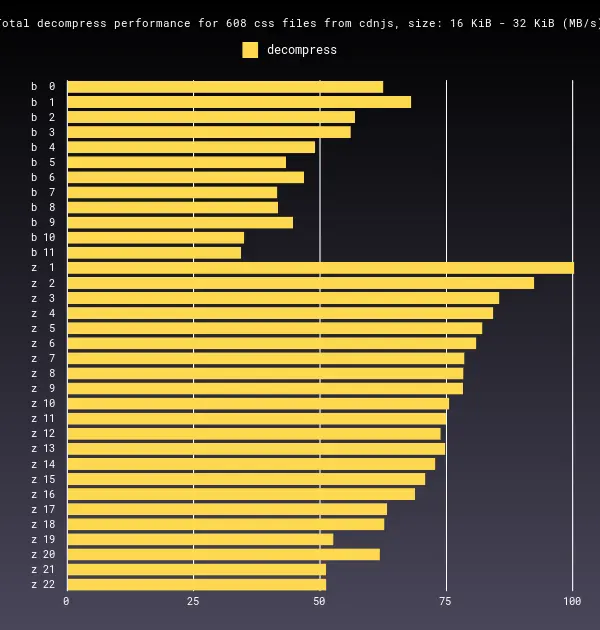 Total decompress performance for 608 css files from cdnjs, size: 16 KiB - 32 KiB (MB/s)
decompress
b 0
b 1
b 2
b 3
b 4
b 5
b 6
b 7
b 8
b 9
b 10
b 11
z 1
z 2
z 3
z 4
z 5
z 6
z 7
z 8
z 9
z 10
z 11
z 12
z 13
z 14
z 15
z 16
z 17
z 18
z 19
z 20
z 21
z 22
0 25 50 75 100